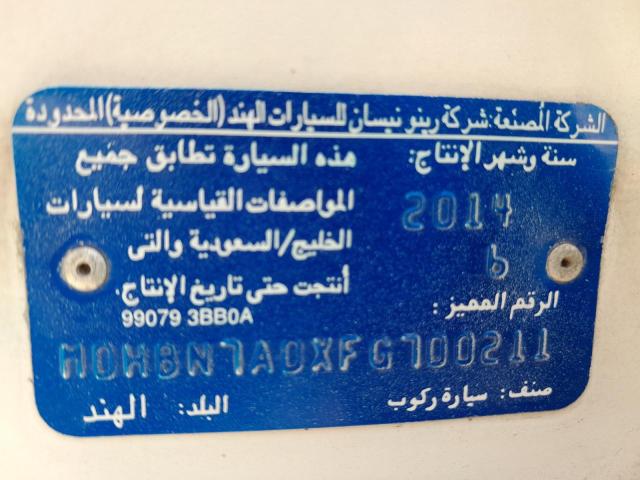 الشركة المصنعة: شركة رينو نيسان للسيارات الهند (الخصوصية) المحدودة
سنة وشهر الإنتاج:
2014
6
هذه السيارة تطابق جميع
المواصفات القياسية لسيارات
الخليج/السعودية والتى
أنتجت حتى تاريخ الإنتاج.
99079 3BB0A
الرقم المميز:
MDHBN7ADXFG700211
صنف: سيارة ركوب
البلد: الهند